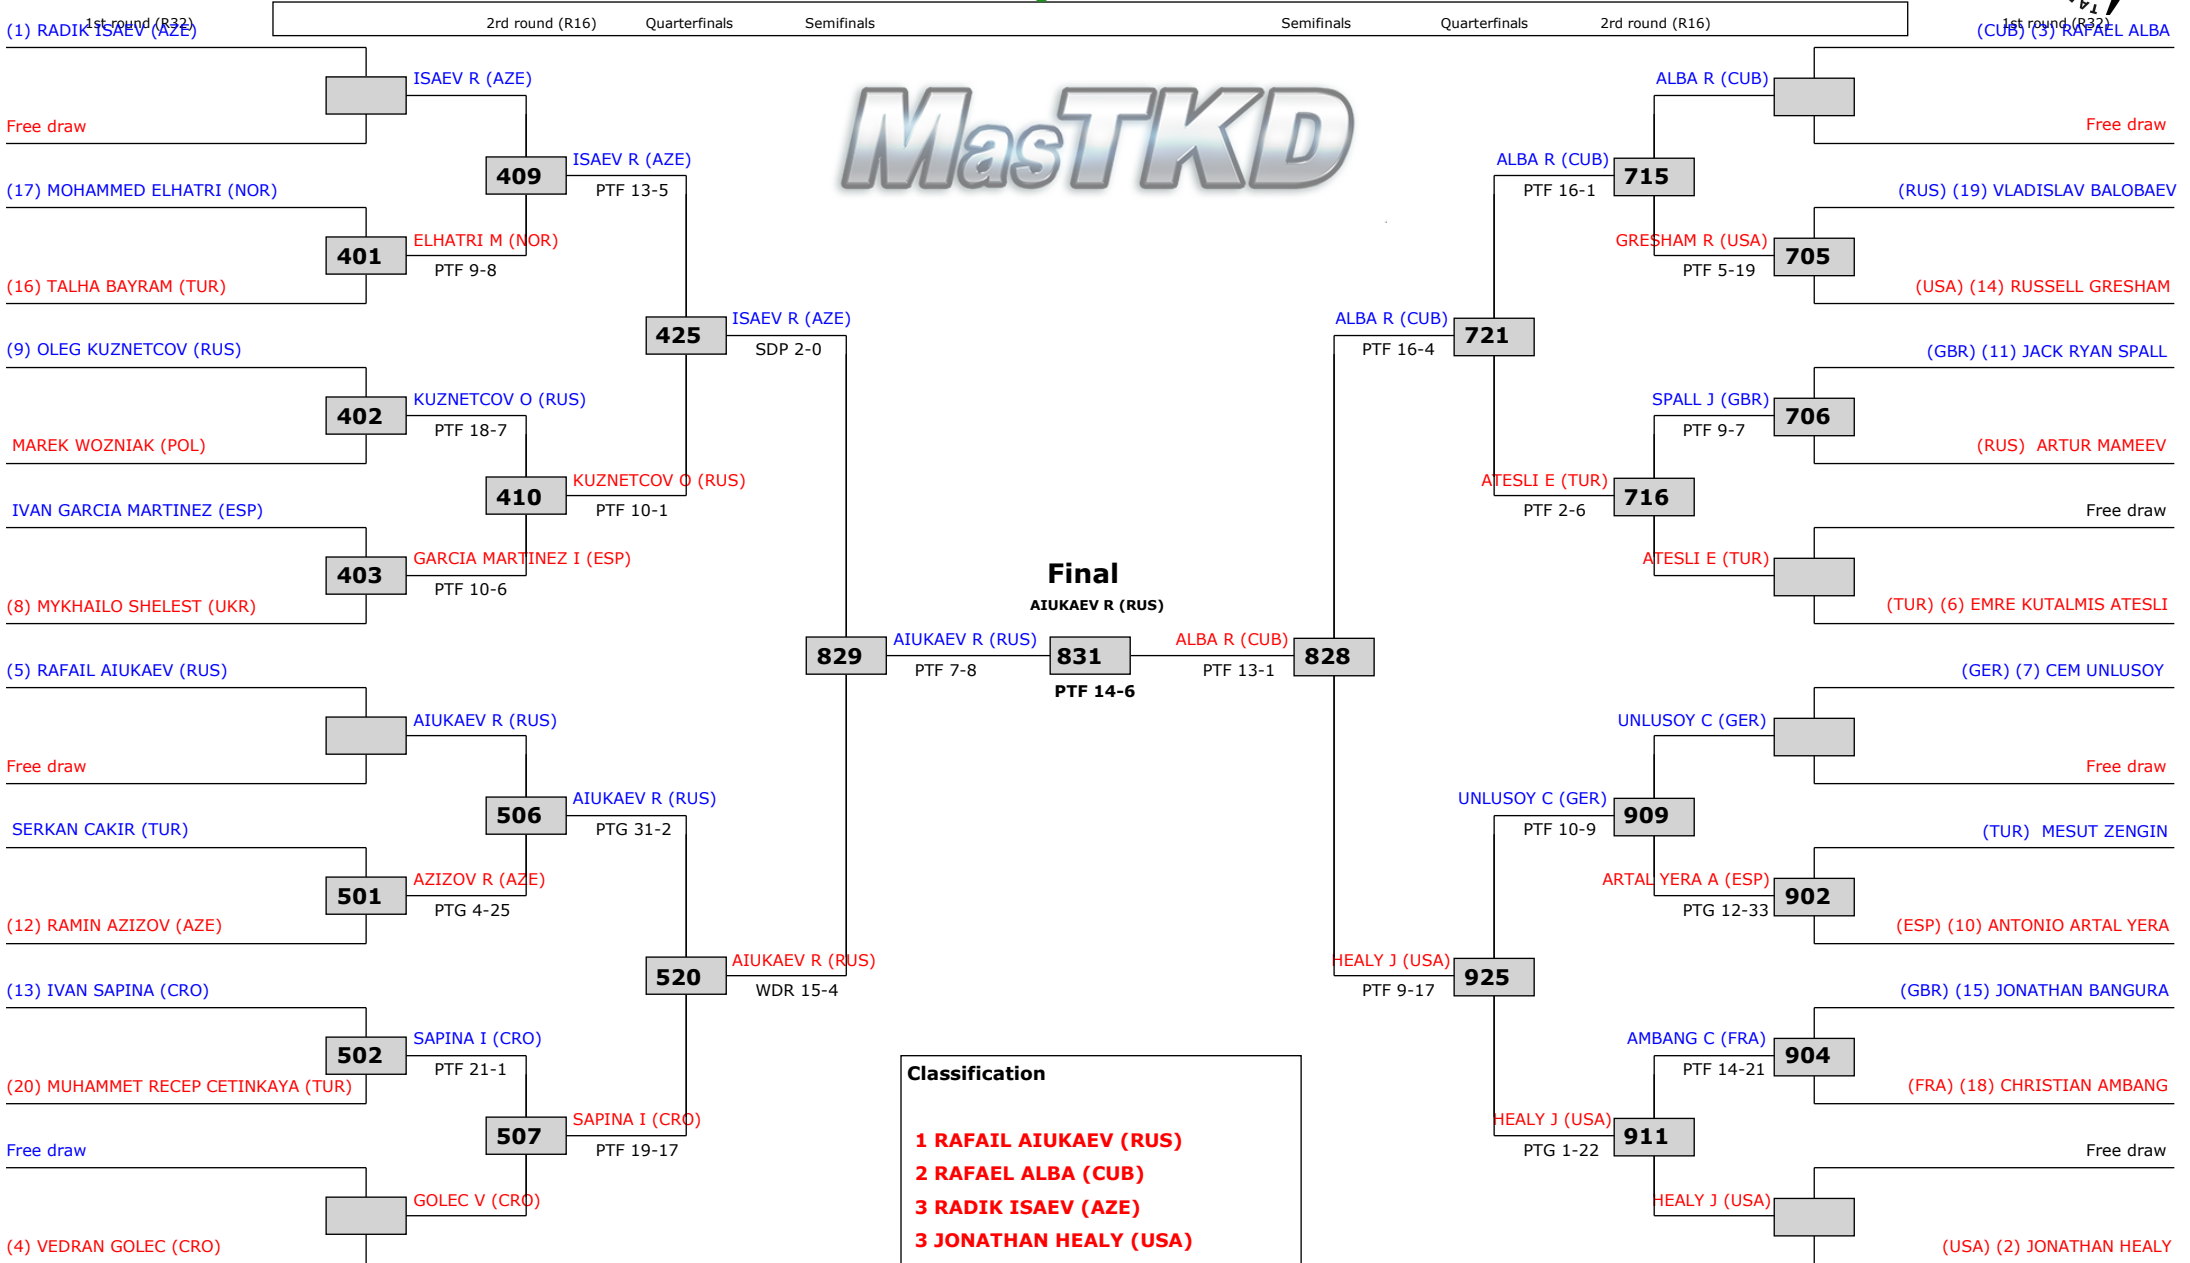 1st round (R32)
2rd round (R16)
Quarterfinals
Semifinals
Semifinals
Quarterfinals
2rd round (R16)
1st round (R32)
MasTKD
(1) RADIK ISAEV (AZE)
ISAEV R (AZE)
Free draw
409
ISAEV R (AZE)
PTF 13-5
(17) MOHAMMED ELHATRI (NOR)
401
ELHATRI M (NOR)
PTF 9-8
(16) TALHA BAYRAM (TUR)
425
ISAEV R (AZE)
SDP 2-0
(9) OLEG KUZNETCOV (RUS)
402
KUZNETCOV O (RUS)
PTF 18-7
MAREK WOZNIAK (POL)
410
KUZNETCOV O (RUS)
PTF 10-1
IVAN GARCIA MARTINEZ (ESP)
403
GARCIA MARTINEZ I (ESP)
PTF 10-6
(8) MYKHAILO SHELEST (UKR)
829
AIUKAEV R (RUS)
PTF 7-8
(5) RAFAIL AIUKAEV (RUS)
AIUKAEV R (RUS)
Free draw
506
AIUKAEV R (RUS)
PTG 31-2
SERKAN CAKIR (TUR)
501
AZIZOV R (AZE)
PTG 4-25
(12) RAMIN AZIZOV (AZE)
520
AIUKAEV R (RUS)
WDR 15-4
(13) IVAN SAPINA (CRO)
502
SAPINA I (CRO)
PTF 21-1
(20) MUHAMMET RECEP CETINKAYA (TUR)
507
SAPINA I (CRO)
PTF 19-17
Free draw
GOLEC V (CRO)
(4) VEDRAN GOLEC (CRO)
Final
AIUKAEV R (RUS)
831
PTF 14-6
(CUB) (3) RAFAEL ALBA
ALBA R (CUB)
Free draw
ALBA R (CUB)
715
PTF 16-1
(RUS) (19) VLADISLAV BALOBAEV
GRESHAM R (USA)
705
PTF 5-19
(USA) (14) RUSSELL GRESHAM
ALBA R (CUB)
721
PTF 16-4
(GBR) (11) JACK RYAN SPALL
SPALL J (GBR)
706
PTF 9-7
(RUS) ARTUR MAMEEV
ATESLI E (TUR)
716
PTF 2-6
Free draw
ATESLI E (TUR)
(TUR) (6) EMRE KUTALMIS ATESLI
ALBA R (CUB)
828
PTF 13-1
(GER) (7) CEM UNLUSOY
UNLUSOY C (GER)
Free draw
UNLUSOY C (GER)
909
PTF 10-9
(TUR) MESUT ZENGIN
ARTAL YERA A (ESP)
902
PTG 12-33
(ESP) (10) ANTONIO ARTAL YERA
HEALY J (USA)
925
PTF 9-17
(GBR) (15) JONATHAN BANGURA
AMBANG C (FRA)
904
PTF 14-21
(FRA) (18) CHRISTIAN AMBANG
HEALY J (USA)
911
PTG 1-22
Free draw
HEALY J (USA)
(USA) (2) JONATHAN HEALY
Classification
1 RAFAIL AIUKAEV (RUS)
2 RAFAEL ALBA (CUB)
3 RADIK ISAEV (AZE)
3 JONATHAN HEALY (USA)